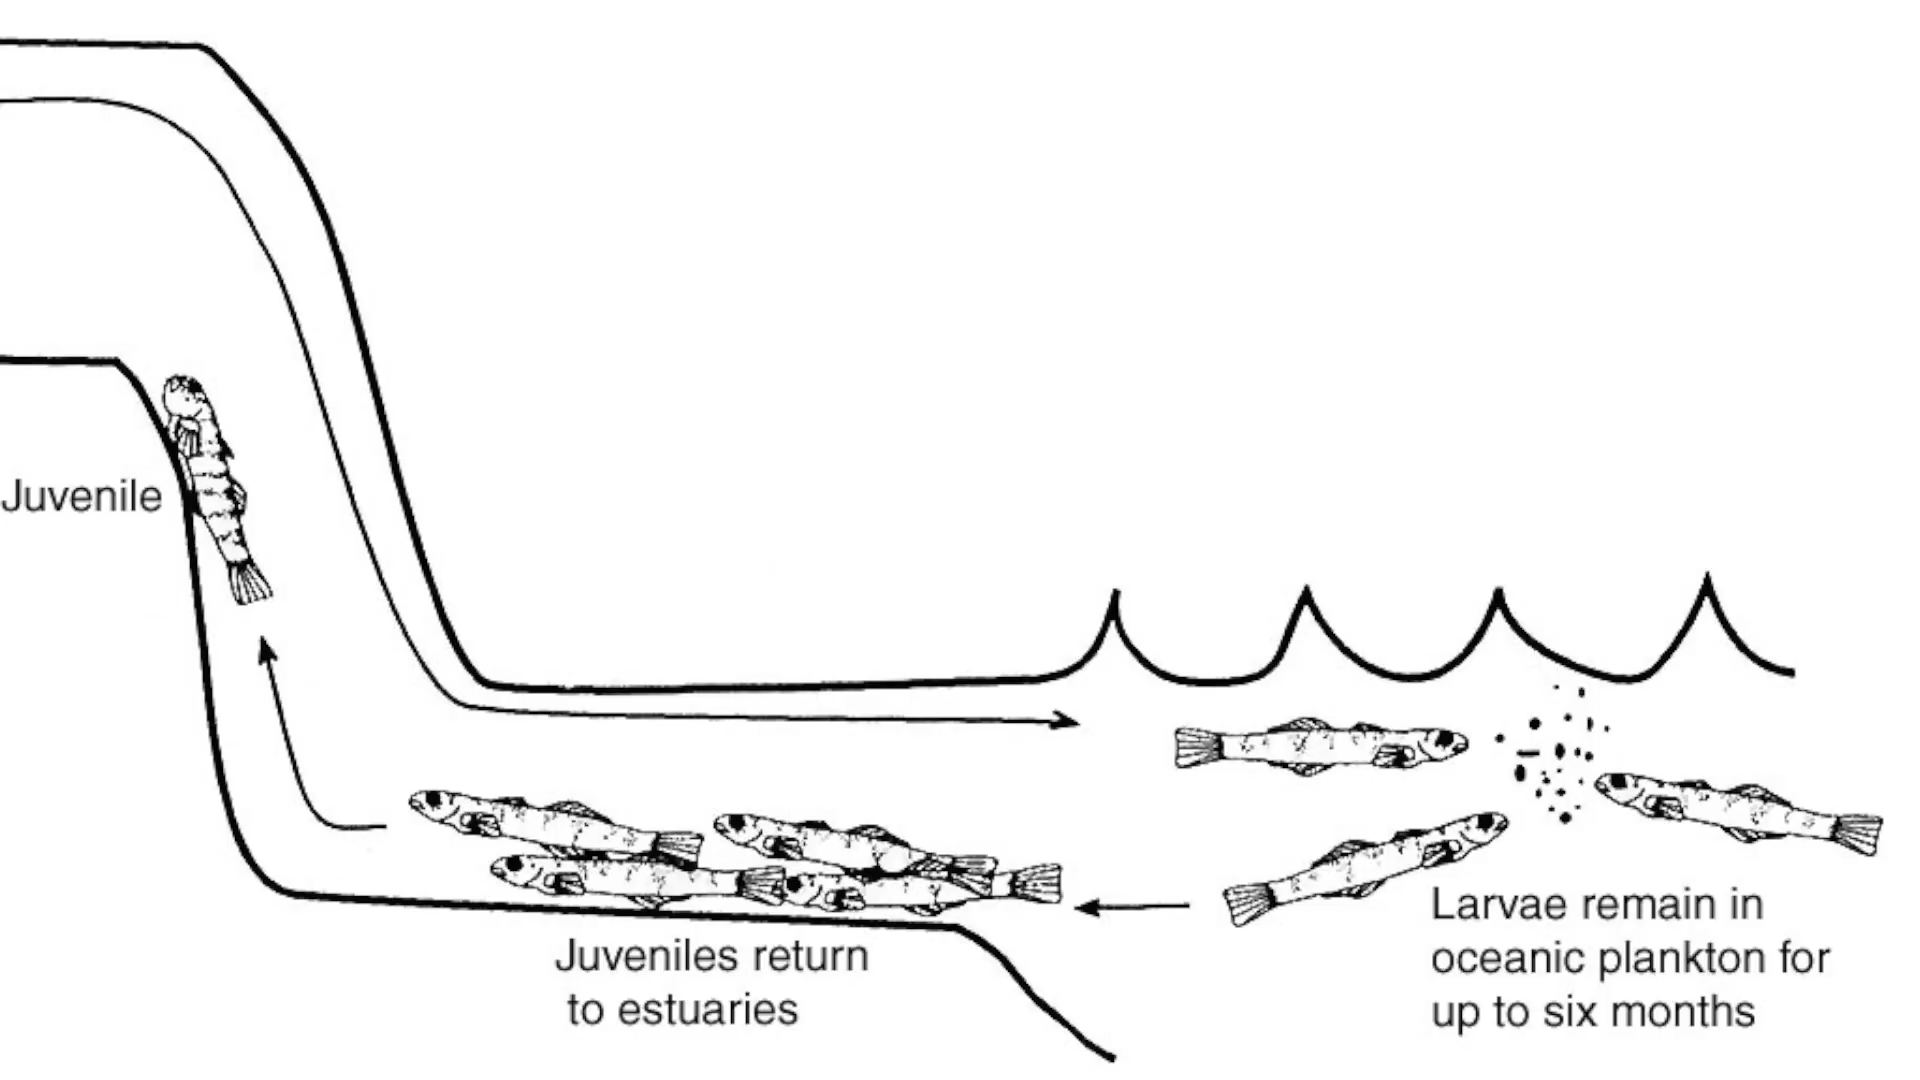 Juvenile
Juveniles return
to estuaries
Larvae remain in
oceanic plankton for
up to six months